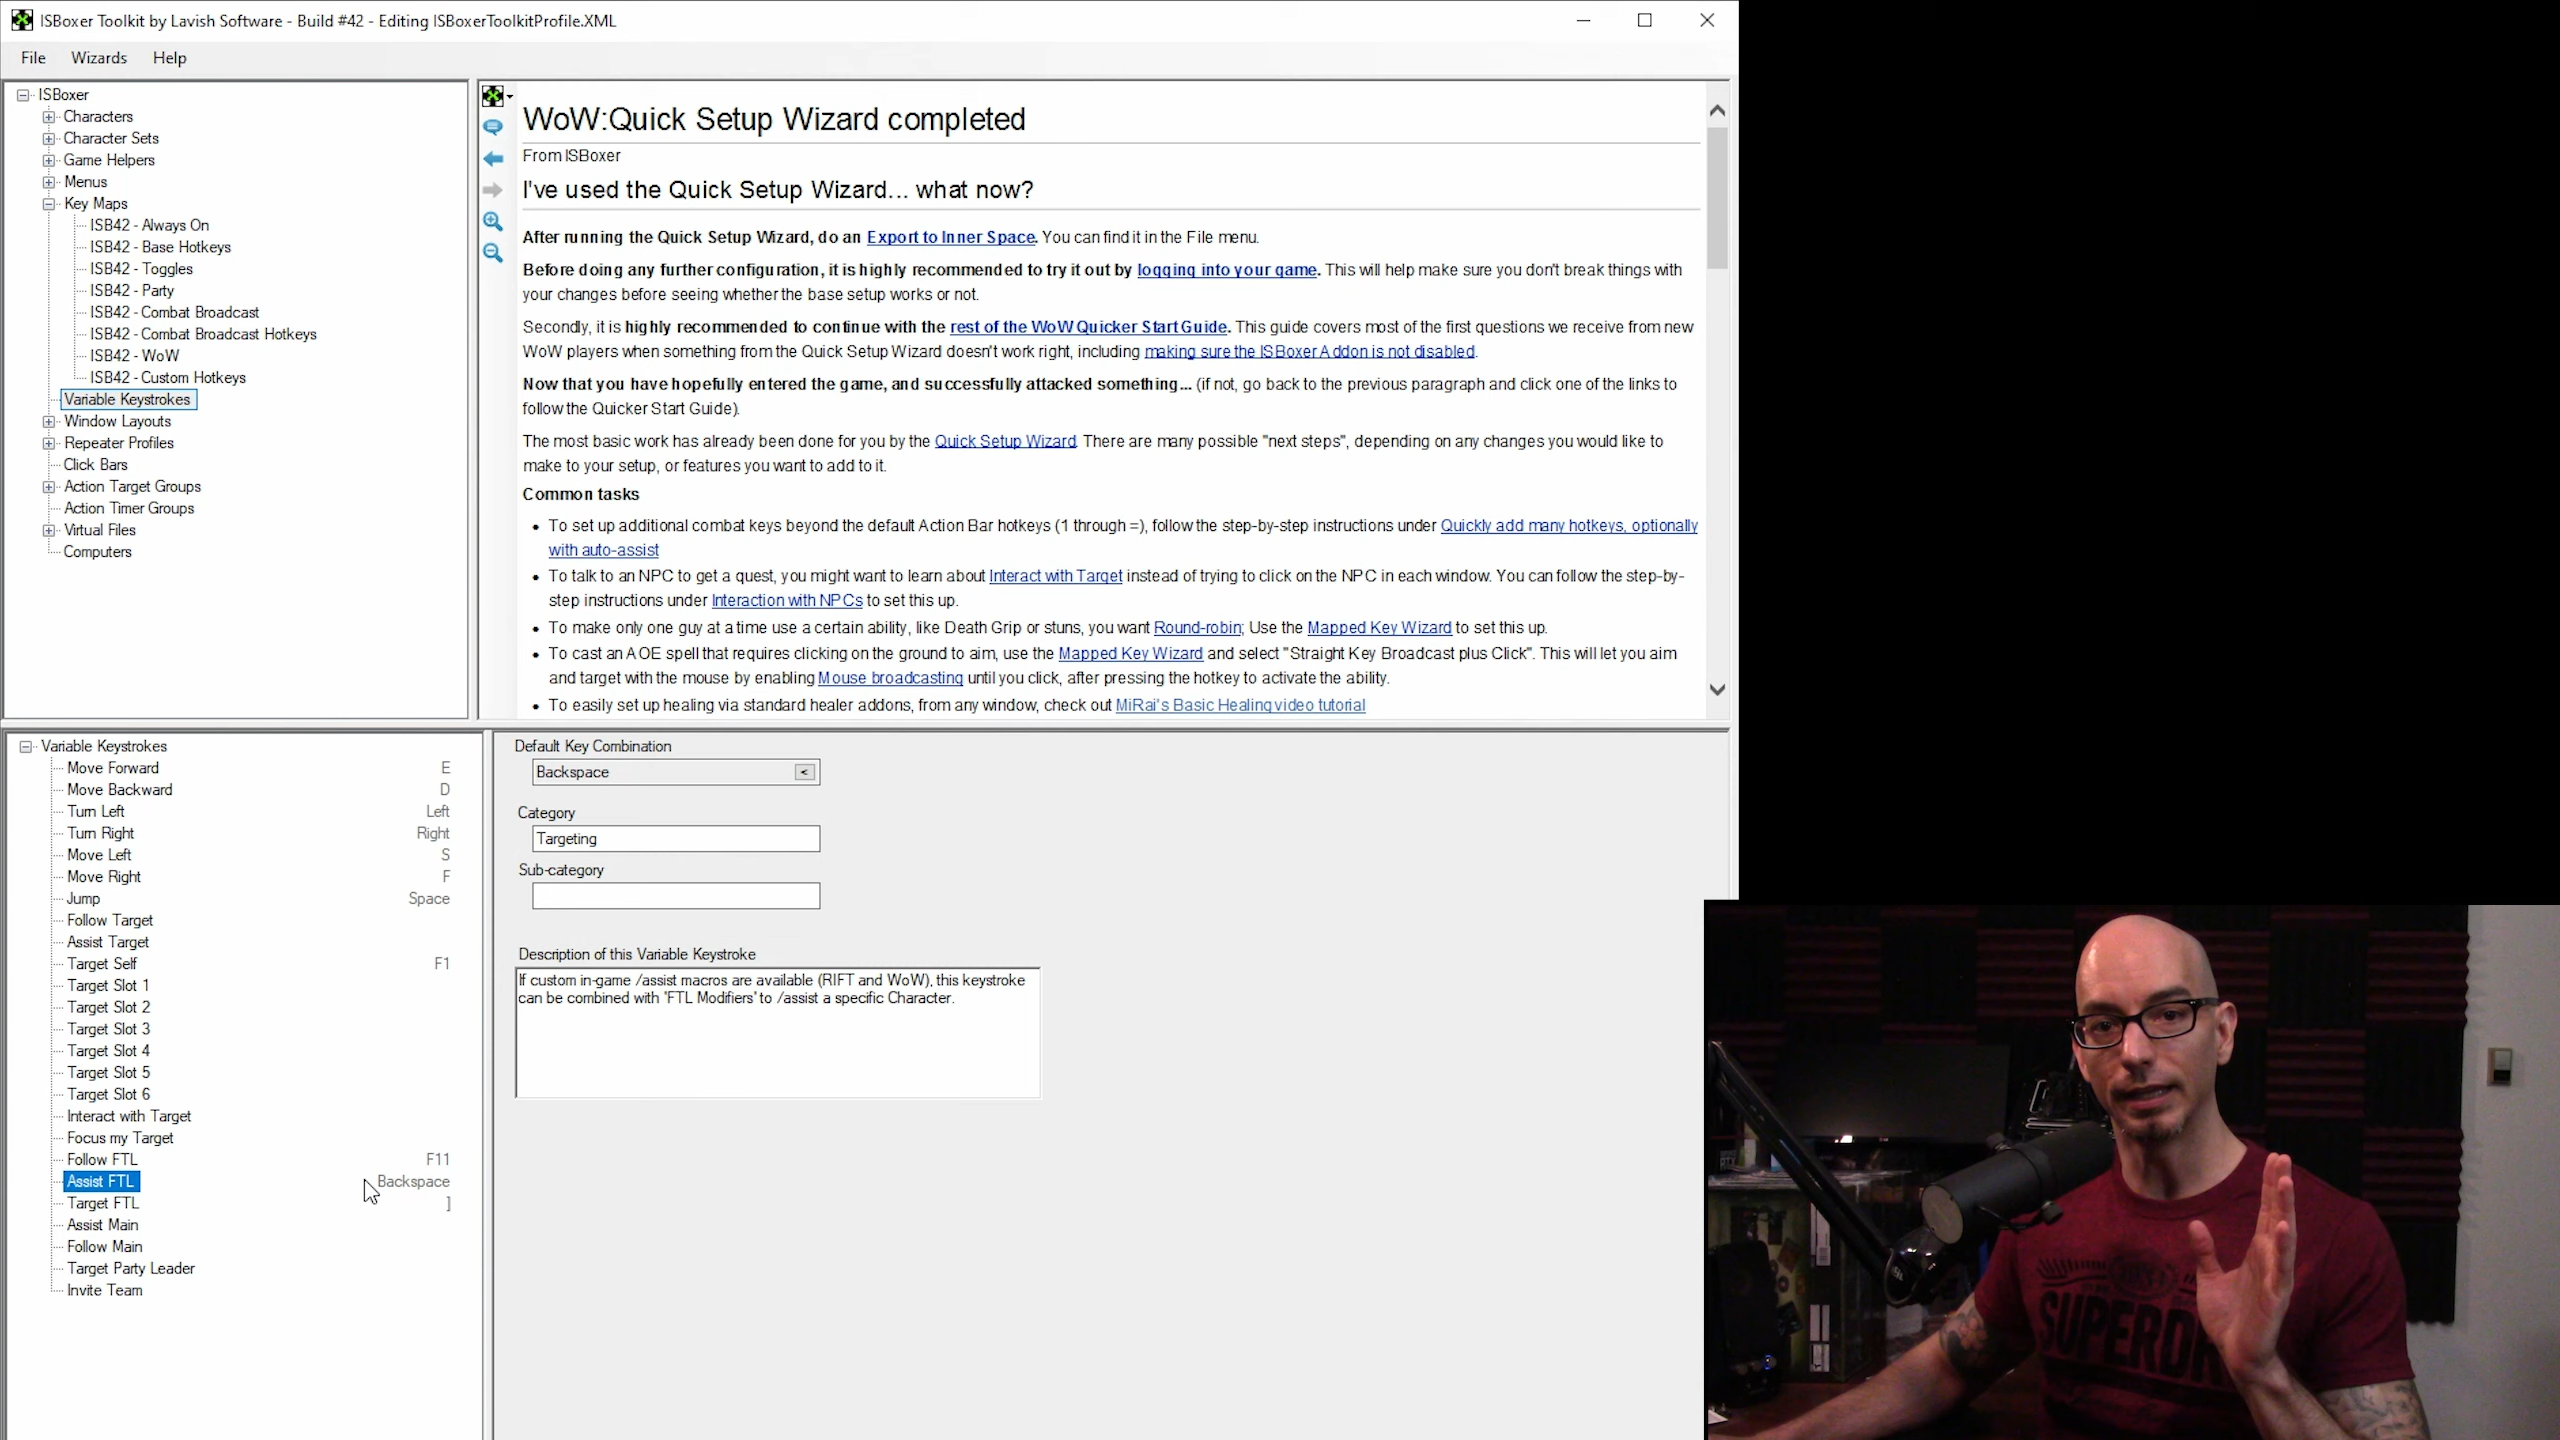 ISBoxer Toolkit by Lavish Software - Build #42 - Editing ISBoxerToolkitProfile.XML
File Wizards Help
ISBoxer
Characters
Character Sets
Game Helpers
Menus
Key Maps
ISB42 - Always On
ISB42 - Base Hotkeys
ISB42 - Toggles
ISB42 - Party
ISB42 - Combat Broadcast
ISB42 - Combat Broadcast Hotkeys
ISB42 - WoW
ISB42 - Custom Hotkeys
Variable Keystrokes
Window Layouts
Repeater Profiles
Click Bars
Action Target Groups
Action Timer Groups
Virtual Files
Computers
WoW:Quick Setup Wizard completed
From ISBoxer
I've used the Quick Setup Wizard... what now?
After running the Quick Setup Wizard, do an Export to Inner Space. You can find it in the File menu.
Before doing any further configuration, it is highly recommended to try it out by logging into your game. This will help make sure you don't break things with
your changes before seeing whether the base setup works or not.
Secondly, it is highly recommended to continue with the rest of the WoW Quicker Start Guide. This guide covers most of the first questions we receive from new
WoW players when something from the Quick Setup Wizard doesn't work right, including making sure the ISBoxer Addon is not disabled.
Now that you have hopefully entered the game, and successfully attacked something... (if not, go back to the previous paragraph and click one of the links to
follow the Quicker Start Guide).
The most basic work has already been done for you by the Quick Setup Wizard. There are many possible "next steps", depending on any changes you would like to
make to your setup, or features you want to add to it.
Common tasks
To set up additional combat keys beyond the default Action Bar hotkeys (1 through =), follow the step-by-step instructions under Quickly add many hotkeys, optionally
with auto-assist
To talk to an NPC to get a quest, you might want to learn about Interact with Target instead of trying to click on the NPC in each window. You can follow the step-by-
step instructions under Interaction with NPCs to set this up.
To make only one guy at a time use a certain ability, like Death Grip or stuns, you want Round-robin; Use the Mapped Key Wizard to set this up.
To cast an AOE spell that requires clicking on the ground to aim, use the Mapped Key Wizard and select "Straight Key Broadcast plus Click". This will let you aim
and target with the mouse by enabling Mouse broadcasting until you click, after pressing the hotkey to activate the ability.
To easily set up healing via standard healer addons, from any window, check out MiRai's Basic Healing video tutorial
Variable Keystrokes
Move Forward E
Move Backward D
Turn Left Left
Turn Right Right
Move Left S
Move Right F
Jump Space
Follow Target
Assist Target
Target Self F1
Target Slot 1
Target Slot 2
Target Slot 3
Target Slot 4
Target Slot 5
Target Slot 6
Interact with Target
Focus my Target
Follow FTL F11
Assist FTL Backspace
Target FTL ]
Assist Main
Follow Main
Target Party Leader
Invite Team
Default Key Combination
Backspace <
Category
Targeting
Sub-category
Description of this Variable Keystroke
If custom in-game /assist macros are available (RIFT and WoW), this keystroke
can be combined with 'FTL Modifiers' to /assist a specific Character.